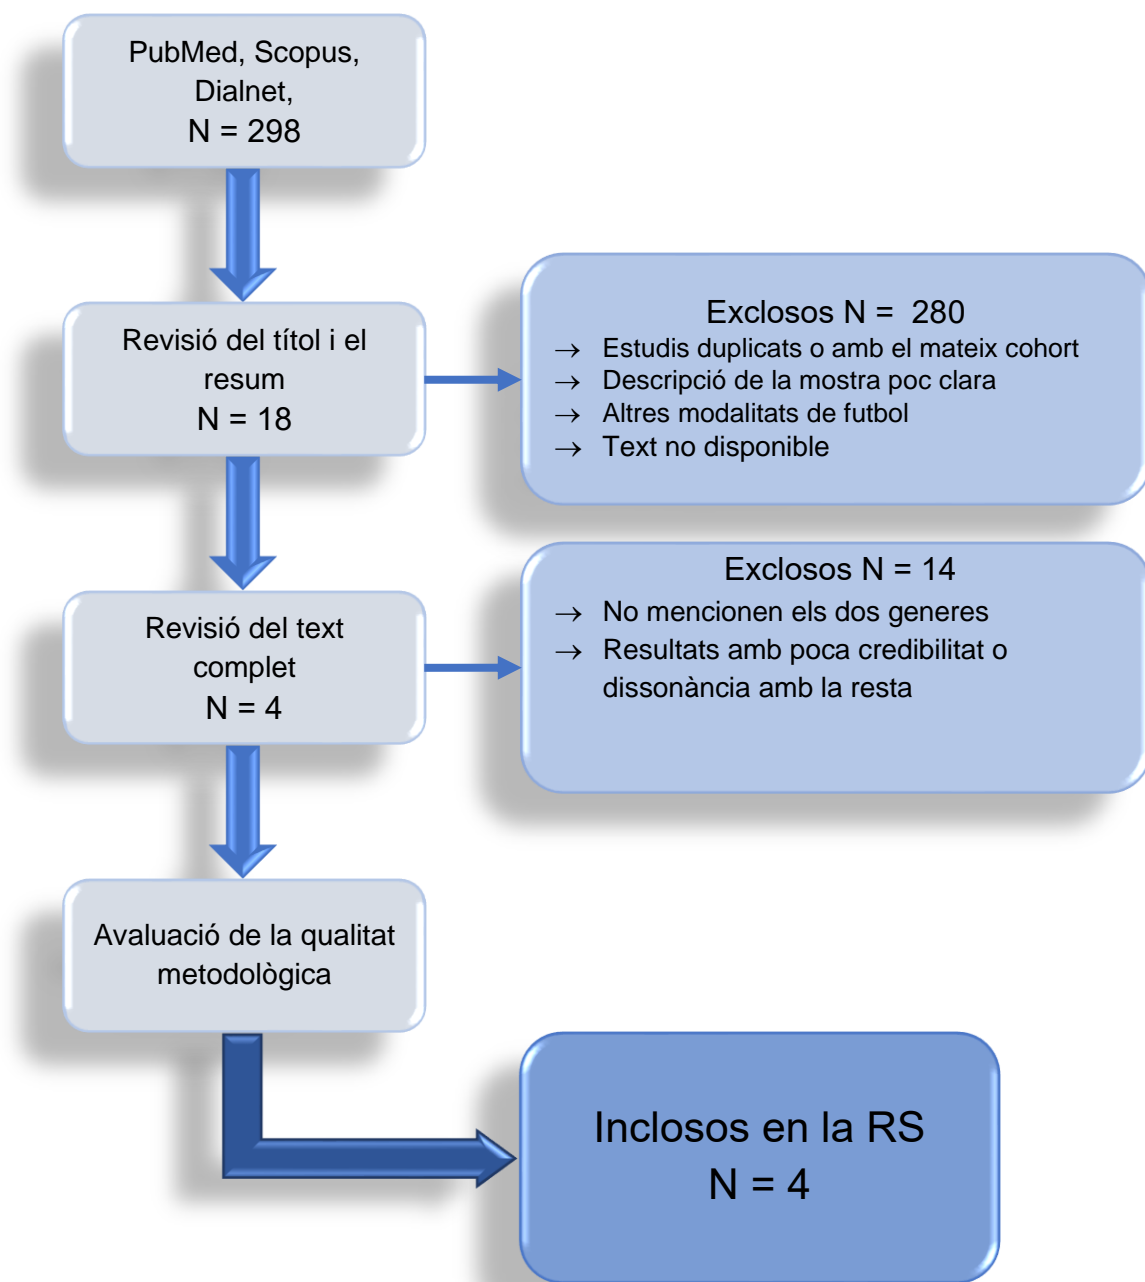 PubMed, Scopus,
Dialnet,
N = 298
Revisió del títol i el
resum
N = 18
Exclosos N = 280
→ Estudis duplicats o amb el mateix cohort
→ Descripció de la mostra poc clara
→ Altres modalitats de futbol
→ Text no disponible
Revisió del text
complet
N = 4
Exclosos N = 14
→ No mencionen els dos generes
→ Resultats amb poca credibilitat o
dissonància amb la resta
Avaluació de la qualitat
metodològica
Inclosos en la RS
N = 4